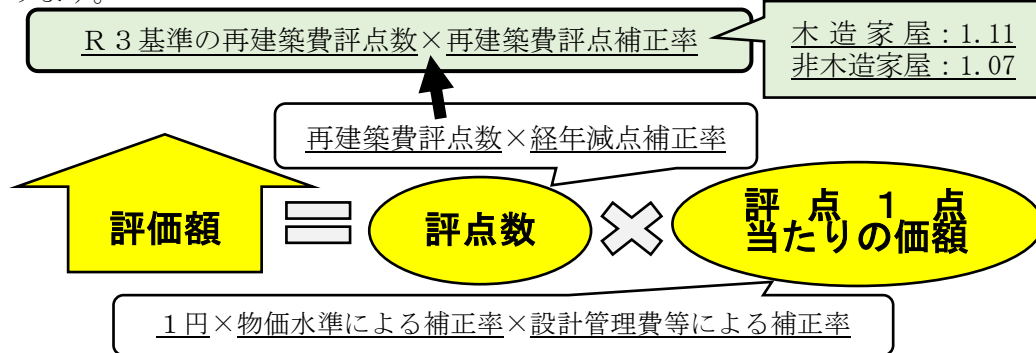 ります。
Ｒ３基準の再建築費評点数×再建築費評点補正率
木造家屋：1.11
非木造家屋：1.07
再建築費評点数×経年減点補正率
評価額 ＝ 評点数 × 評点１点
当たりの価額
１円×物価水準による補正率×設計管理費等による補正率